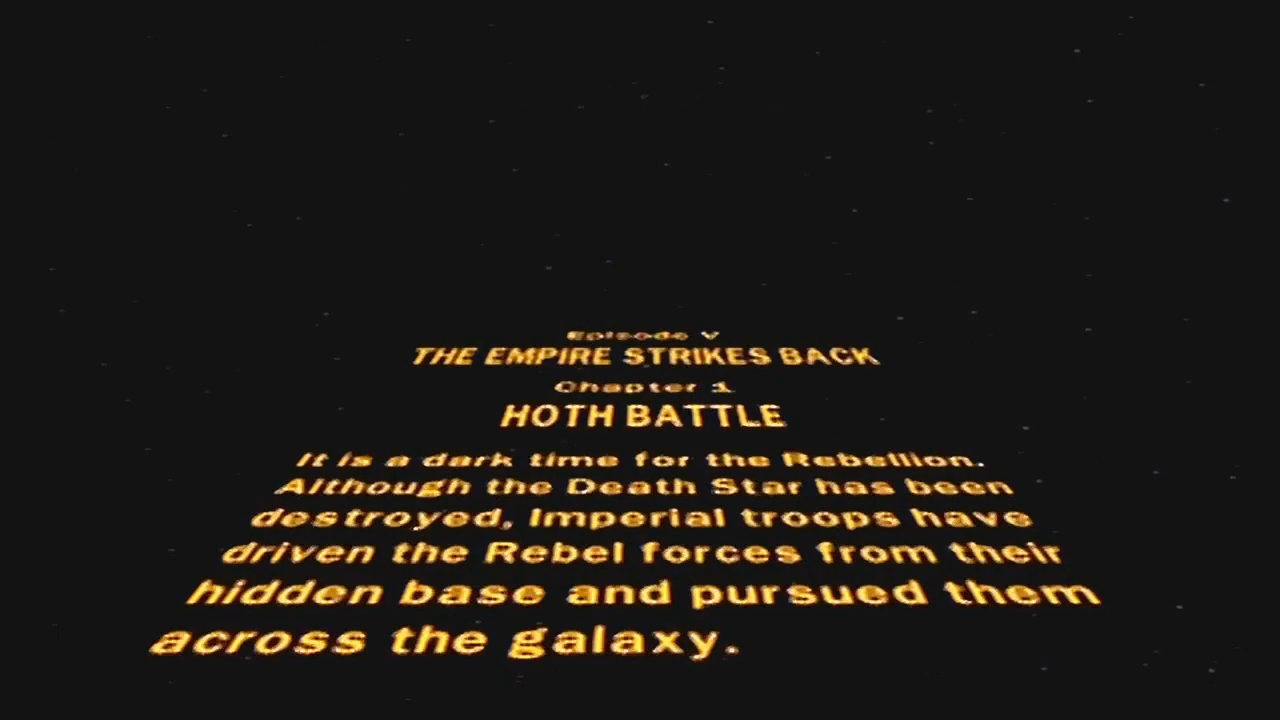 Episode V
THE EMPIRE STRIKES BACK
Chapter 1
HOTH BATTLE
It is a dark time for the Rebellion.
Although the Death Star has been
destroyed, Imperial troops have
driven the Rebel forces from their
hidden base and pursued them
across the galaxy.